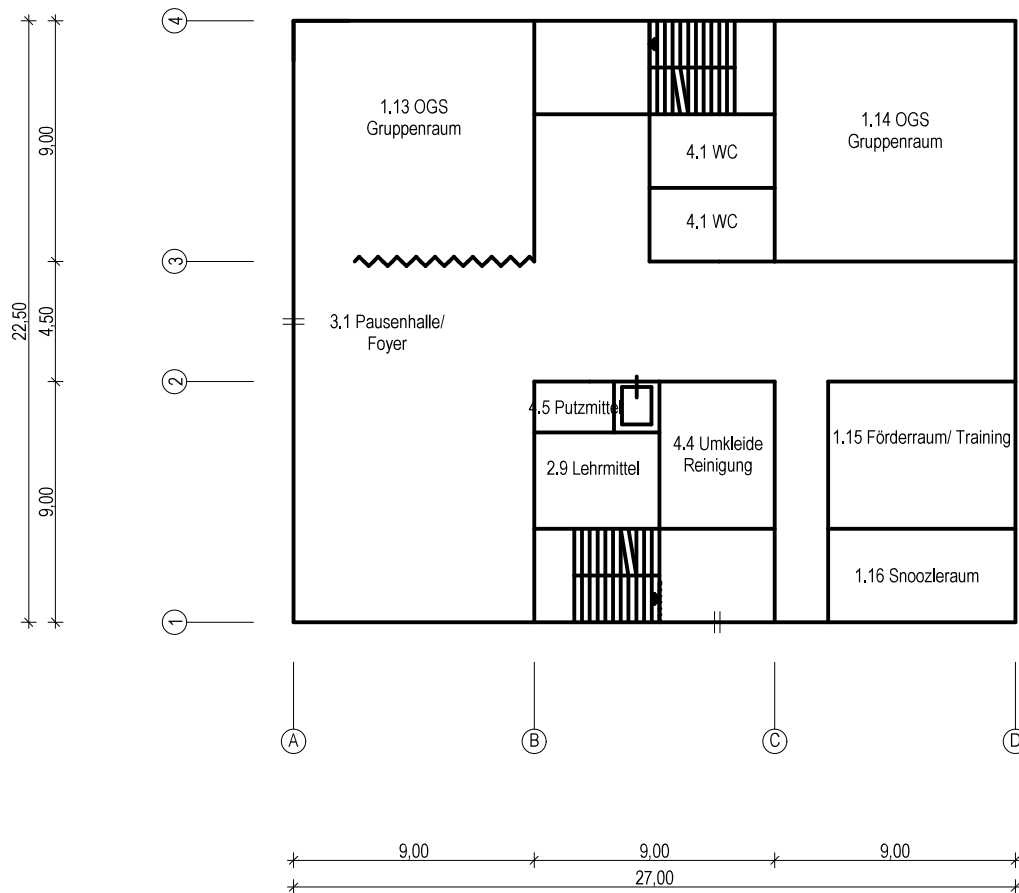 4
1.13 OGS
Gruppenraum
1.14 OGS
Gruppenraum
9,00
4.1 WC
4.1 WC
3
22,50
4,50
3.1 Pausenhalle/
Foyer
2
4.5 Putzmittel
1.15 Förderraum/ Training
4.4 Umkleide
Reinigung
2.9 Lehrmittel
9,00
1.16 Snoozleraum
1
A
B
C
D
9,00
9,00
9,00
27,00